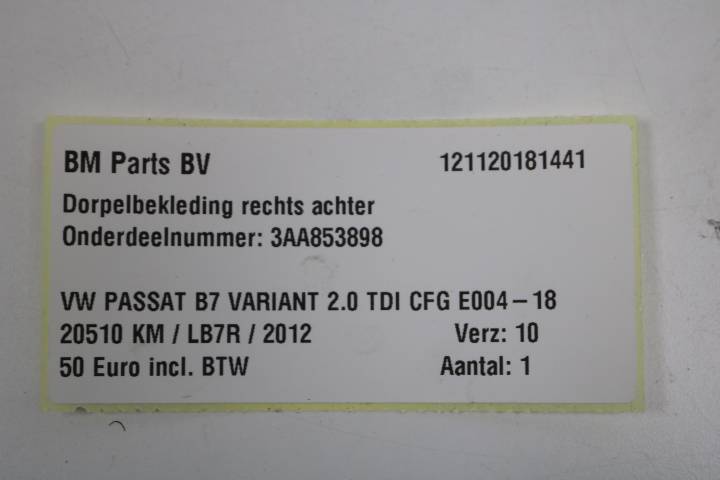 BM Parts BV 121120181441
Dorpelbekleding rechts achter
Onderdeelnummer: 3AA853898
VW PASSAT B7 VARIANT 2.0 TDI CFG E004-18
20510 KM / LB7R / 2012 Verz: 10
50 Euro incl. BTW Aantal: 1